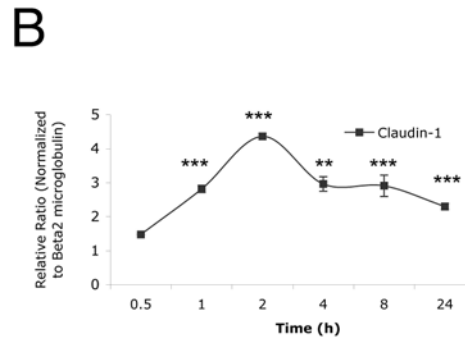 B
Relative Ratio (Normalized
to Beta2 microglobulin)
5
4
3
2
1
0
***
***
**
***
***
Claudin-1
0.5 1 2 4 8 24
Time (h)